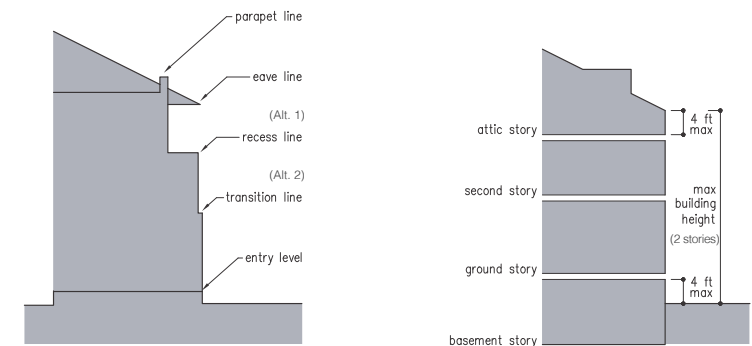 parapet line
eave line
(Alt. 1)
recess line
(Alt. 2)
transition line
entry level
attic story
4 ft
max
second story
max
building
height
(2 stories)
ground story
4 ft
max
basement story